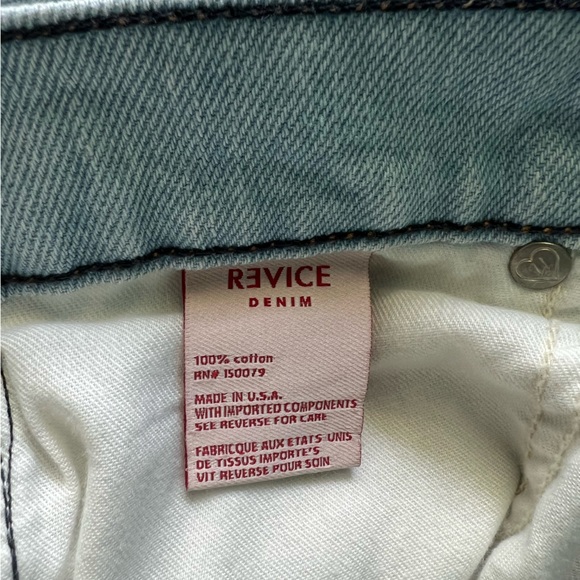 RƎVICE
DENIM
100% cotton
RN# 150079
MADE IN U.S.A.
WITH IMPORTED COMPONENTS
SEE REVERSE FOR CARE
FABRICQUE AUX ETATS UNIS
DE TISSUS IMPORTE'S
VIT REVERSE POUR SOIN